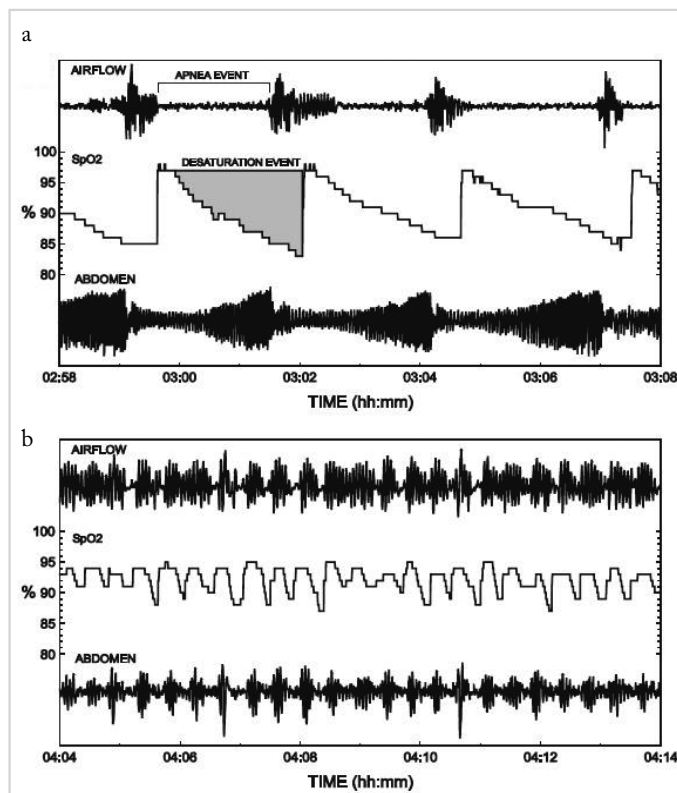 a
AIRFLOW
APNEA EVENT
SpO2
DESATURATION EVENT
100
95
% 90
85
80
ABDOMEN
02:58 03:00 03:02 03:04 03:06 03:08
TIME (hh:mm)
b
AIRFLOW
100
SpO2
95
% 90
85
80
ABDOMEN
04:04 04:06 04:08 04:10 04:12 04:14
TIME (hh:mm)